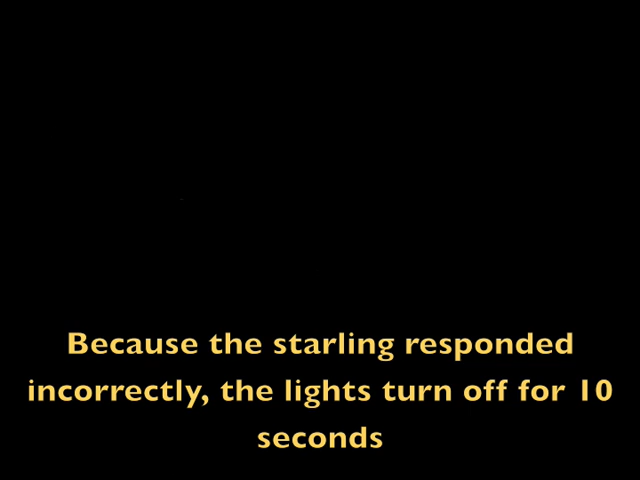 Because the starling responded
incorrectly, the lights turn off for 10
seconds